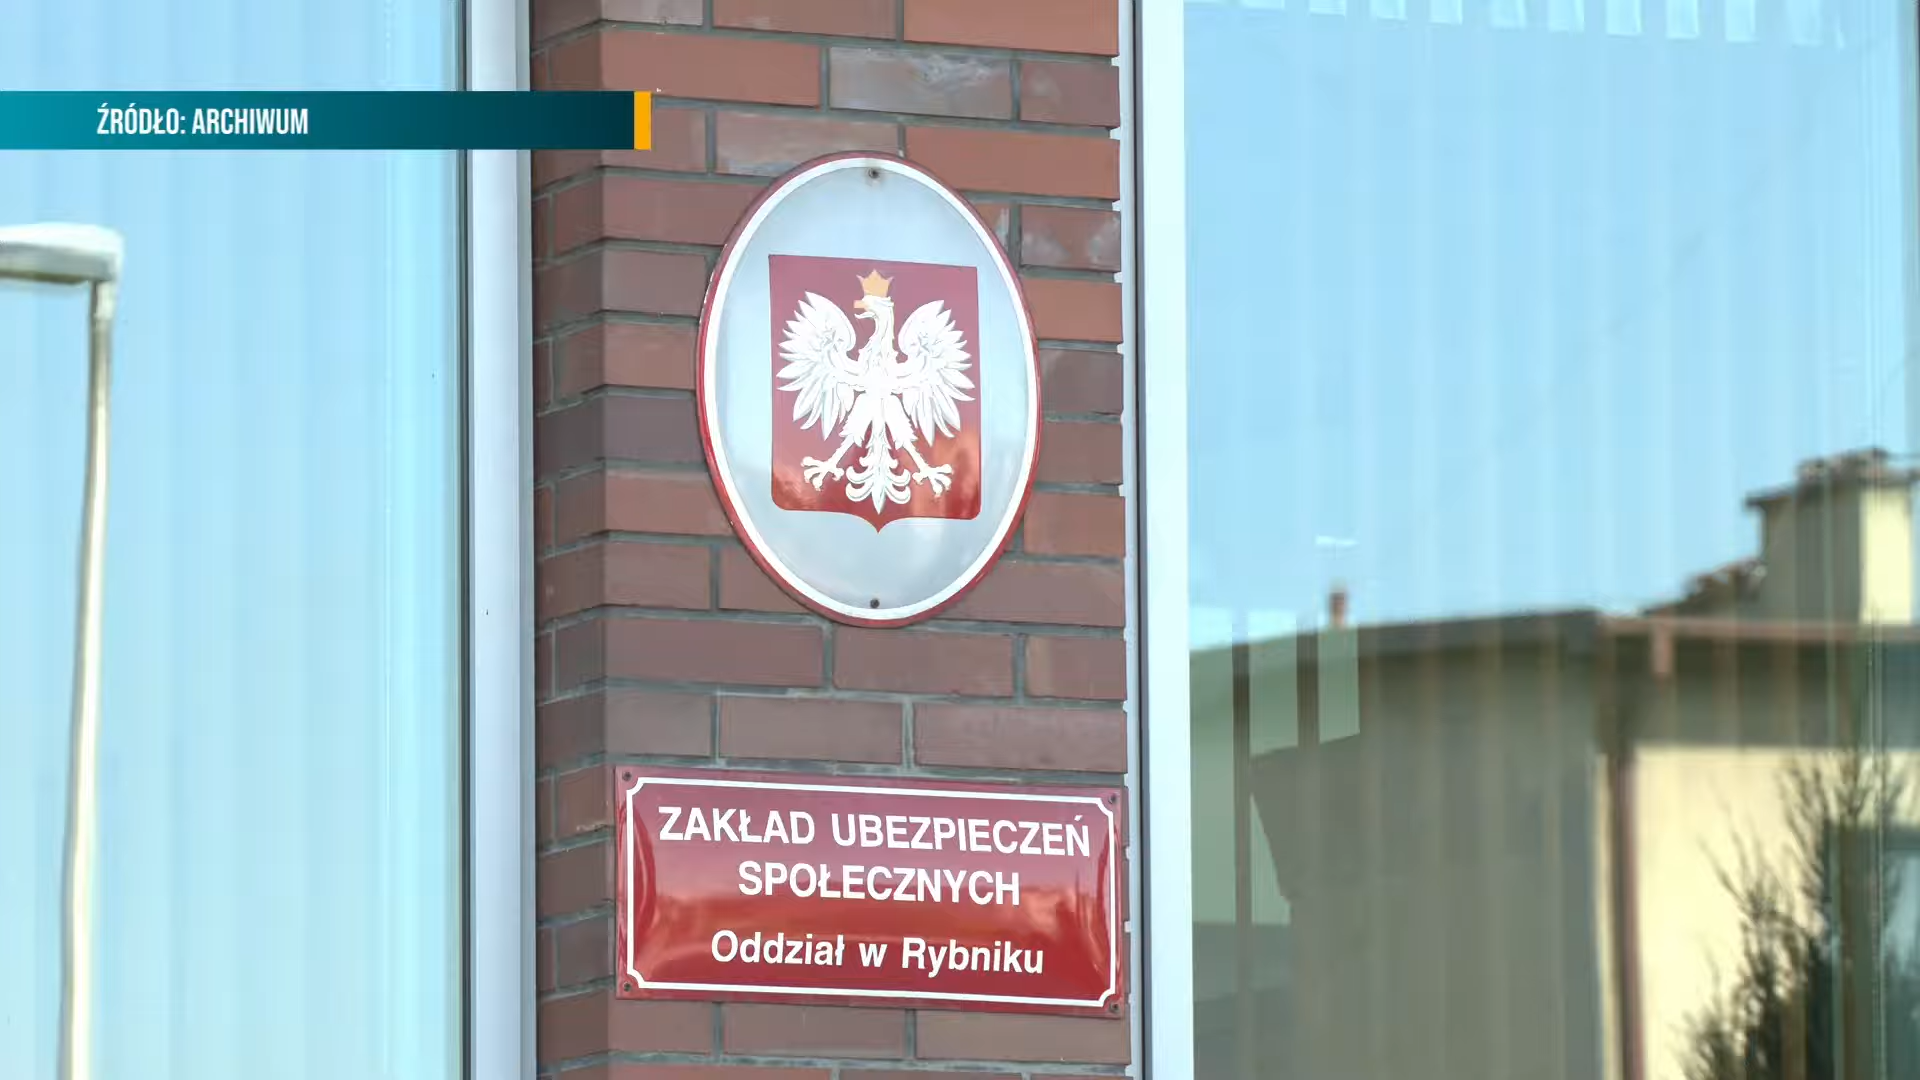 ŹRÓDŁO: ARCHIWUM
ZAKŁAD UBEZPIECZEŃ
SPOŁECZNYCH
Oddział w Rybniku